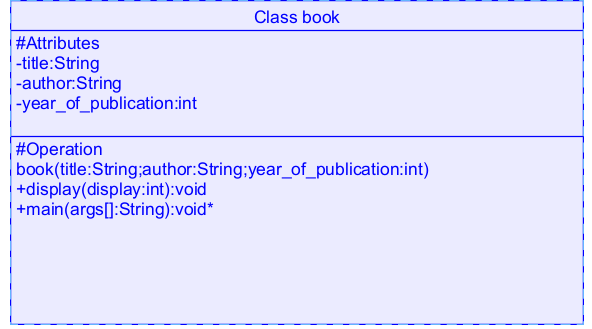 Class book
#Attributes
-title:String
-author:String
-year_of_publication:int
#Operation
book(title:String;author:String;year_of_publication:int)
+display(display:int):void
+main(args[]:String):void*